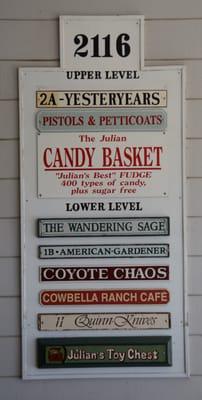 2116
UPPER LEVEL
2A-YESTERYEARS
PISTOLS & PETTICOATS
The Julian
CANDY BASKET
"Julian's Best" FUDGE
400 types of candy,
plus sugar free
LOWER LEVEL
THE WANDERING SAGE
1B·AMERICAN·GARDENER
COYOTE CHAOS
COWBELLA RANCH CAFE
11 Quinn Knives
Julian's Toy Chest